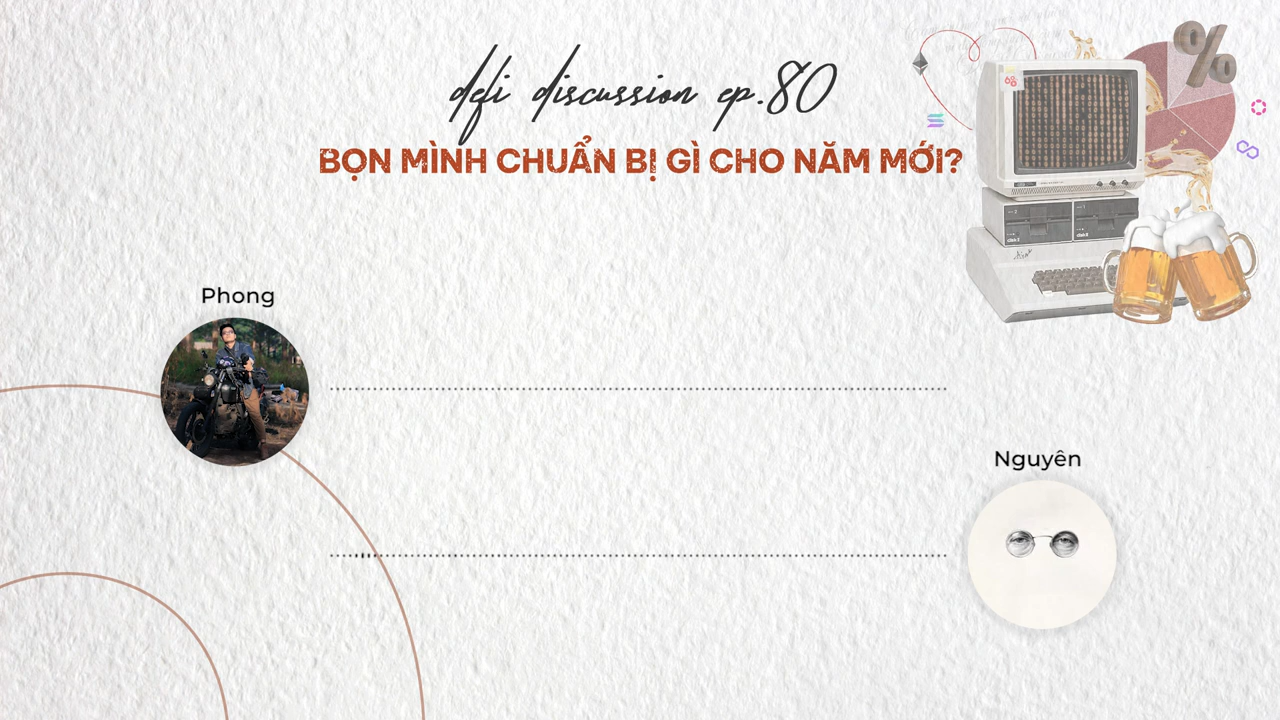 defi discussion ep.80
BỌN MÌNH CHUẨN BỊ GÌ CHO NĂM MỚI?
Phong
Nguyên